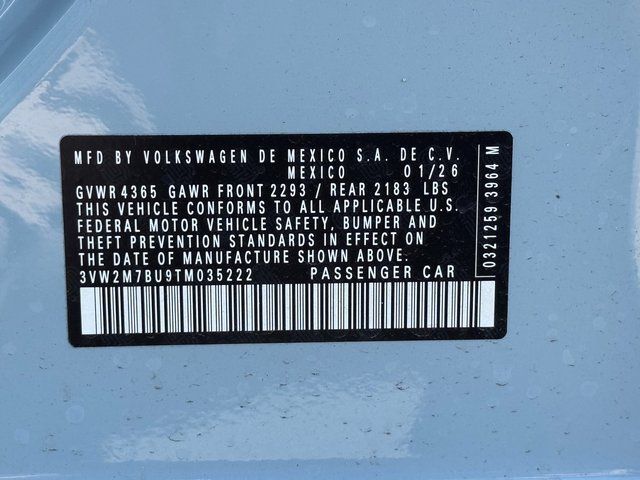 MFD BY VOLKSWAGEN DE MEXICO S.A. DE C.V.
MEXICO 01/26
GVWR 4365 GAWR FRONT 2293 / REAR 2183 LBS
THIS VEHICLE CONFORMS TO ALL APPLICABLE U.S.
FEDERAL MOTOR VEHICLE SAFETY, BUMPER AND
THEFT PREVENTION STANDARDS IN EFFECT ON
THE DATE OF MANUFACTURE SHOWN ABOVE.
3VW2M7BU9TM035222 PASSENGER CAR
0321259 3964 M